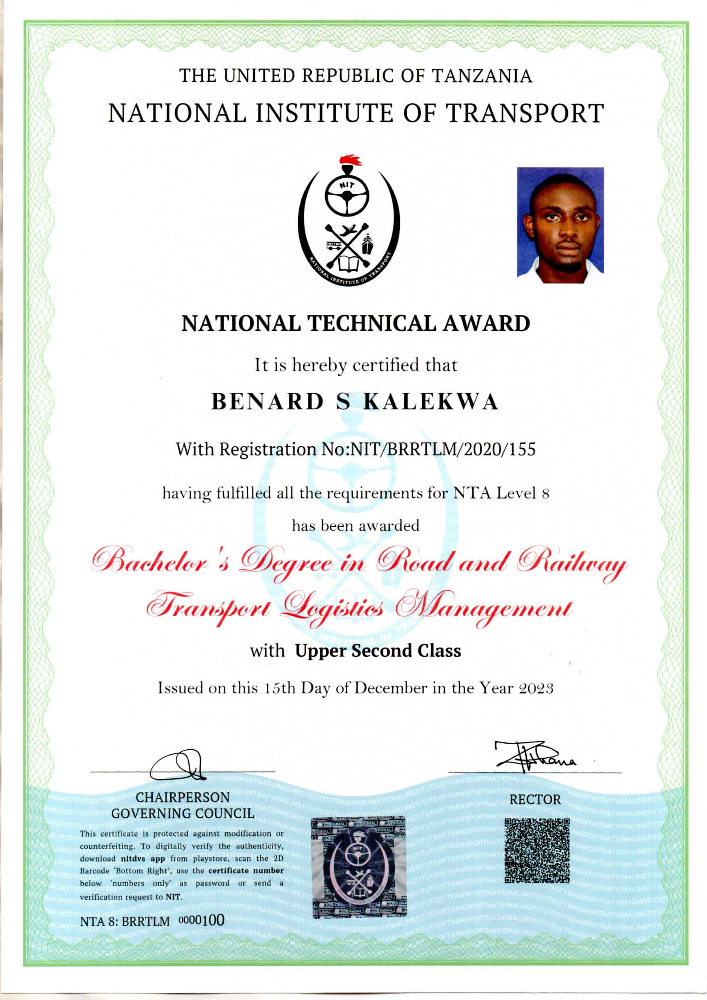 THE UNITED REPUBLIC OF TANZANIA
NATIONAL INSTITUTE OF TRANSPORT
NIT
NATIONAL INSTITUTE OF TRANSPORT
NATIONAL TECHNICAL AWARD
It is hereby certified that
BENARD S KALEKWA
With Registration No:NIT/BRRTLM/2020/155
having fulfilled all the requirements for NTA Level 8
has been awarded
Bachelor's Degree in Road and Railway
Transport Logistics Management
with Upper Second Class
Issued on this 15th Day of December in the Year 2023
CHAIRPERSON
GOVERNING COUNCIL
RECTOR
This certificate is protected against modification or
counterfeiting. To digitally verify the authenticity,
download nitdvs app from playstore, scan the 2D
Barcode 'Bottom Right', use the certificate number
below 'numbers only' as password or send a
verification request to NIT.
NIT
ORIGINAL
NTA 8: BRRTLM 0000100